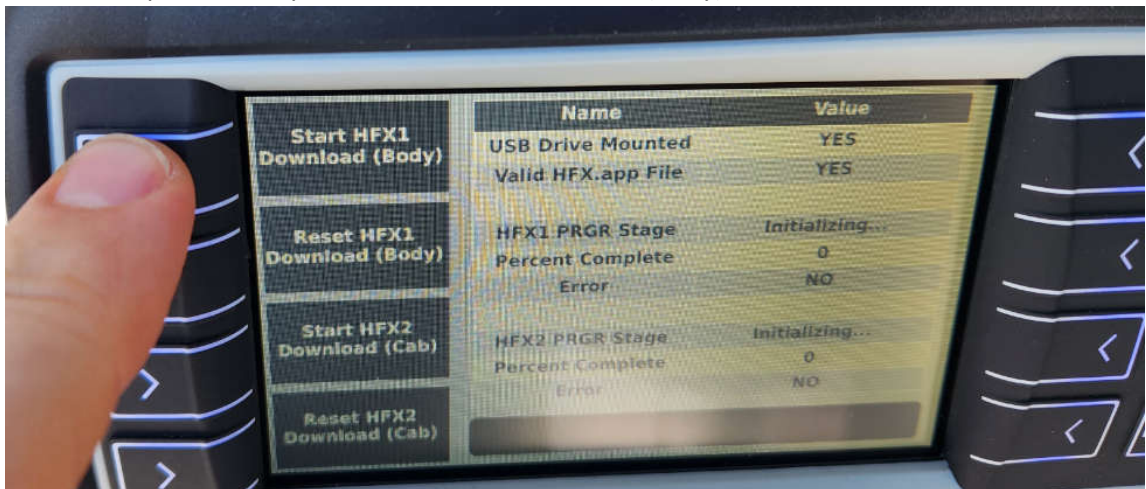 Start HFX1
Download (Body)
Reset HFX1
Download (Body)
Start HFX2
Download (Cab)
Reset HFX2
Download (Cab)
Name Value
USB Drive Mounted YES
Valid HFX.app File YES
HFX1 PRGR Stage Initializing...
Percent Complete 0
Error NO
HFX2 PRGR Stage Initializing...
Percent Complete 0
Error NO